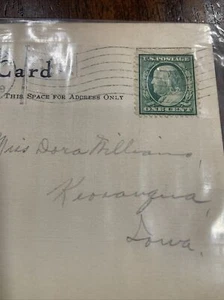 Card
THIS SPACE FOR ADDRESS ONLY
U.S. POSTAGE
ONE CENT
Miss Dora Williams,
Keosauqua,
Iowa.